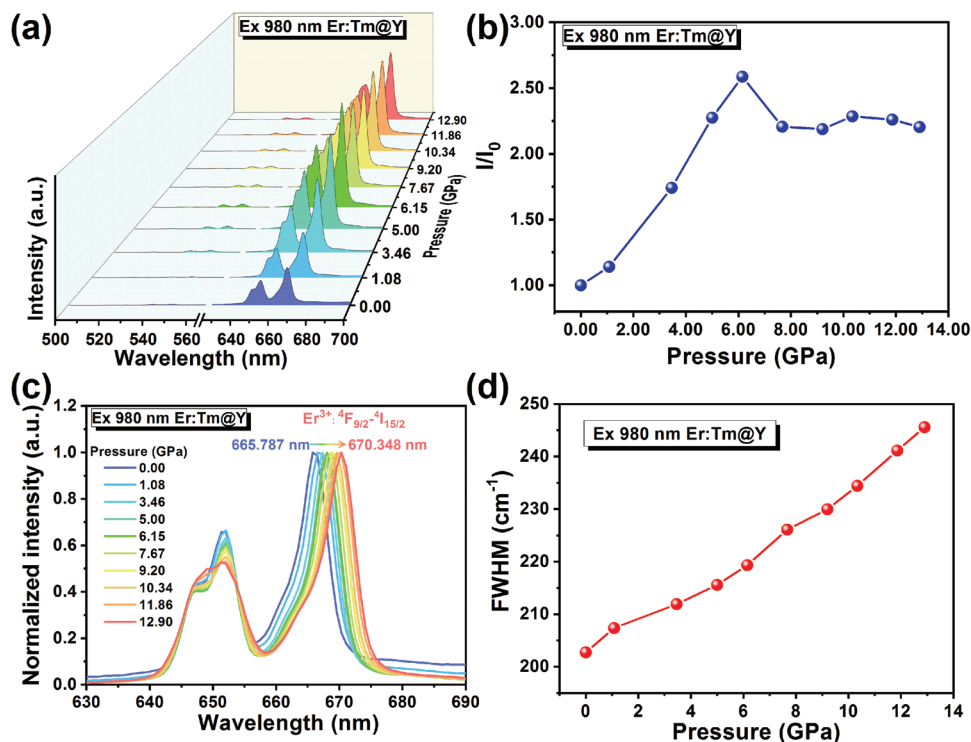 (a)
Ex 980 nm Er:Tm@Y
Intensity (a.u.)
12.90
11.86
10.34
9.20
7.67
6.15
5.00
3.46
1.08
0.00
Pressure (GPa)
500 520 540 560 640 660 680 700
Wavelength (nm)
(b)
Ex 980 nm Er:Tm@Y
I/I0
3.00
2.50
2.00
1.50
1.00
0.00 2.00 4.00 6.00 8.00 10.00 12.00 14.00
Pressure (GPa)
(c)
Ex 980 nm Er:Tm@Y
Er³⁺: ⁴F9/2-⁴I15/2
665.787 nm
670.348 nm
Pressure (GPa)
0.00
1.08
3.46
5.00
6.15
7.67
9.20
10.34
11.86
12.90
Normalized intensity (a.u.)
1.2
1.0
0.8
0.6
0.4
0.2
0.0
630 640 650 660 670 680 690
Wavelength (nm)
(d)
Ex 980 nm Er:Tm@Y
FWHM (cm⁻¹)
250
240
230
220
210
200
0 2 4 6 8 10 12 14
Pressure (GPa)